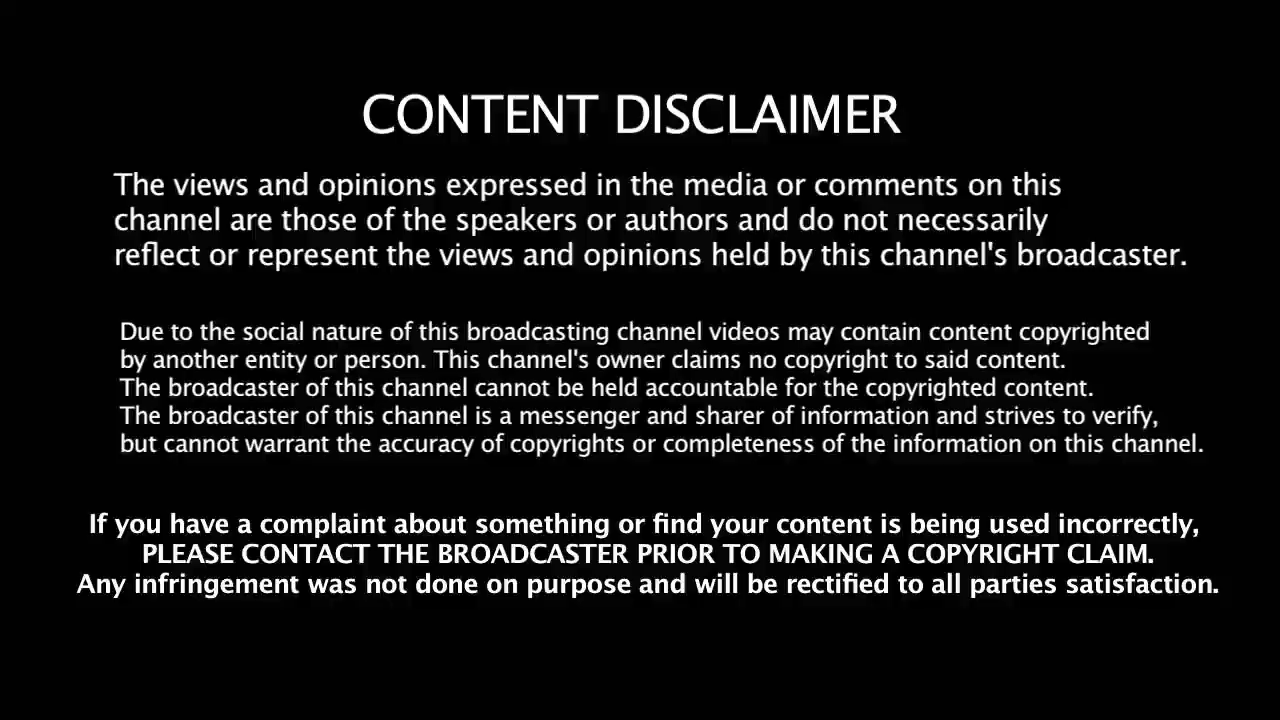 CONTENT DISCLAIMER
The views and opinions expressed in the media or comments on this
channel are those of the speakers or authors and do not necessarily
reflect or represent the views and opinions held by this channel's broadcaster.
Due to the social nature of this broadcasting channel videos may contain content copyrighted
by another entity or person. This channel's owner claims no copyright to said content.
The broadcaster of this channel cannot be held accountable for the copyrighted content.
The broadcaster of this channel is a messenger and sharer of information and strives to verify,
but cannot warrant the accuracy of copyrights or completeness of the information on this channel.
If you have a complaint about something or find your content is being used incorrectly,
PLEASE CONTACT THE BROADCASTER PRIOR TO MAKING A COPYRIGHT CLAIM.
Any infringement was not done on purpose and will be rectified to all parties satisfaction.